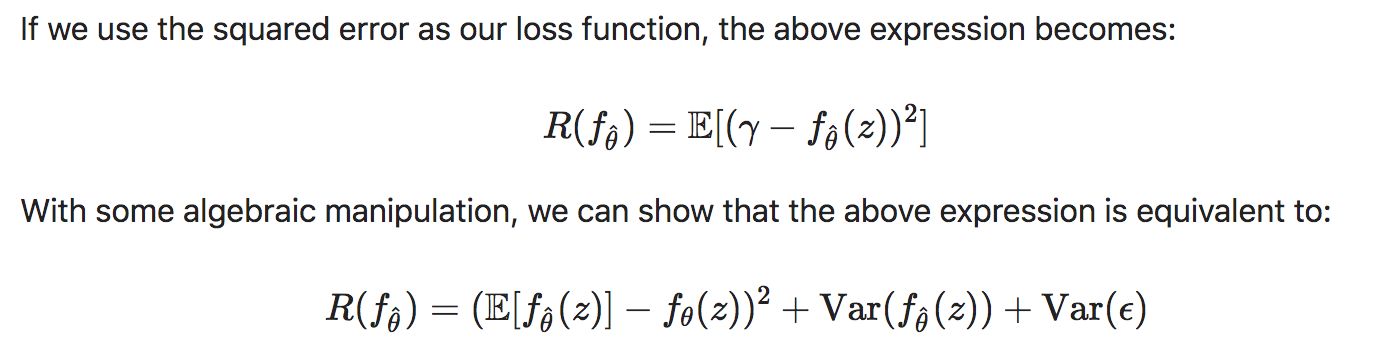 If we use the squared error as our loss function, the above expression becomes:
R(f_θ̂) = 𝔼[(γ − f_θ̂(z))²]
With some algebraic manipulation, we can show that the above expression is equivalent to:
R(f_θ̂) = (𝔼[f_θ̂(z)] − f_θ(z))² + Var(f_θ̂(z)) + Var(ϵ)